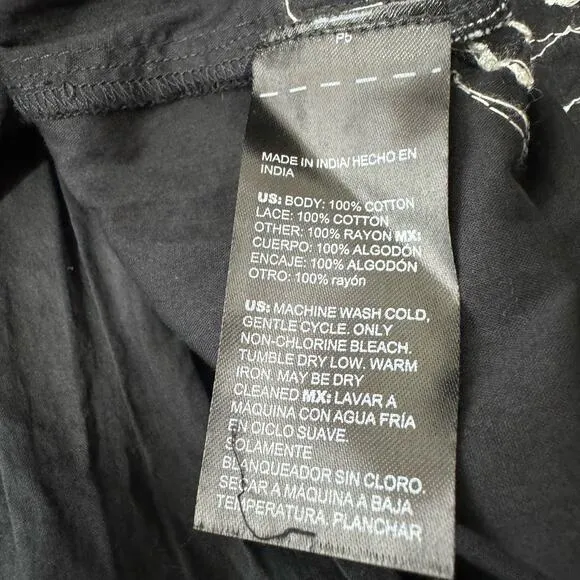 MADE IN INDIA/ HECHO EN
INDIA
US: BODY: 100% COTTON
LACE: 100% COTTON
OTHER: 100% RAYON MX:
CUERPO: 100% ALGODÓN
ENCAJE: 100% ALGODÓN
OTRO: 100% rayón
US: MACHINE WASH COLD,
GENTLE CYCLE. ONLY
NON-CHLORINE BLEACH.
TUMBLE DRY LOW. WARM
IRON. MAY BE DRY
CLEANED MX: LAVAR A
MAQUINA CON AGUA FRÍA
EN CICLO SUAVE.
SOLAMENTE
BLANQUEADOR SIN CLORO.
SECAR A MAQUINA A BAJA
TEMPERATURA. PLANCHAR